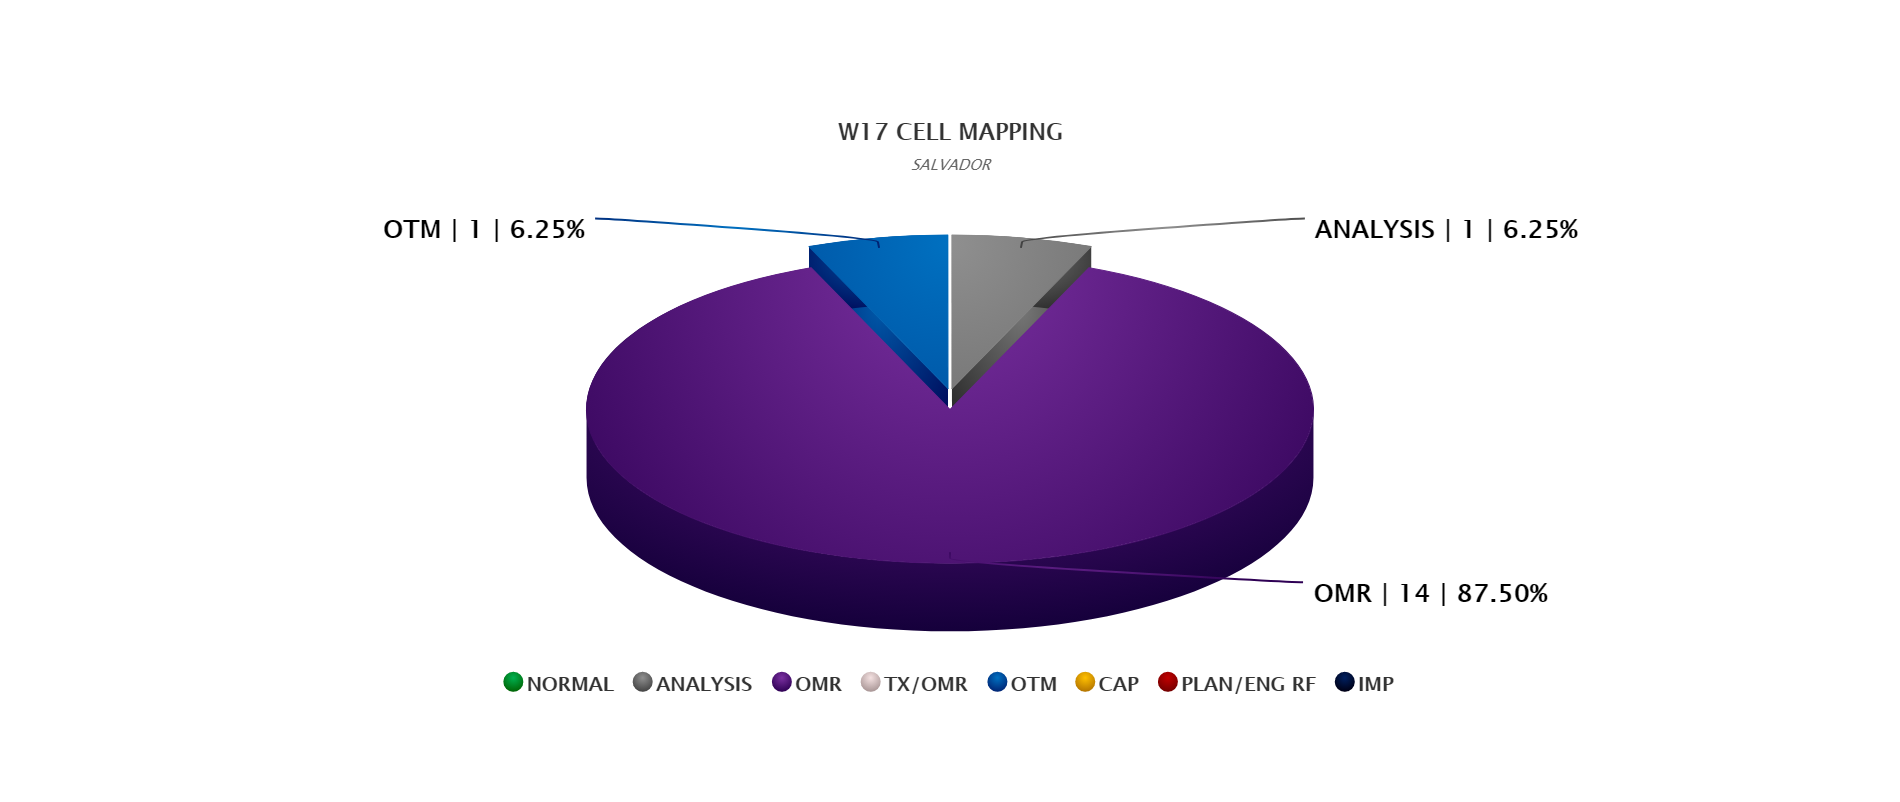 W17 CELL MAPPING
SALVADOR
OTM | 1 | 6.25%
ANALYSIS | 1 | 6.25%
OMR | 14 | 87.50%
NORMAL ANALYSIS OMR TX/OMR OTM CAP PLAN/ENG RF IMP